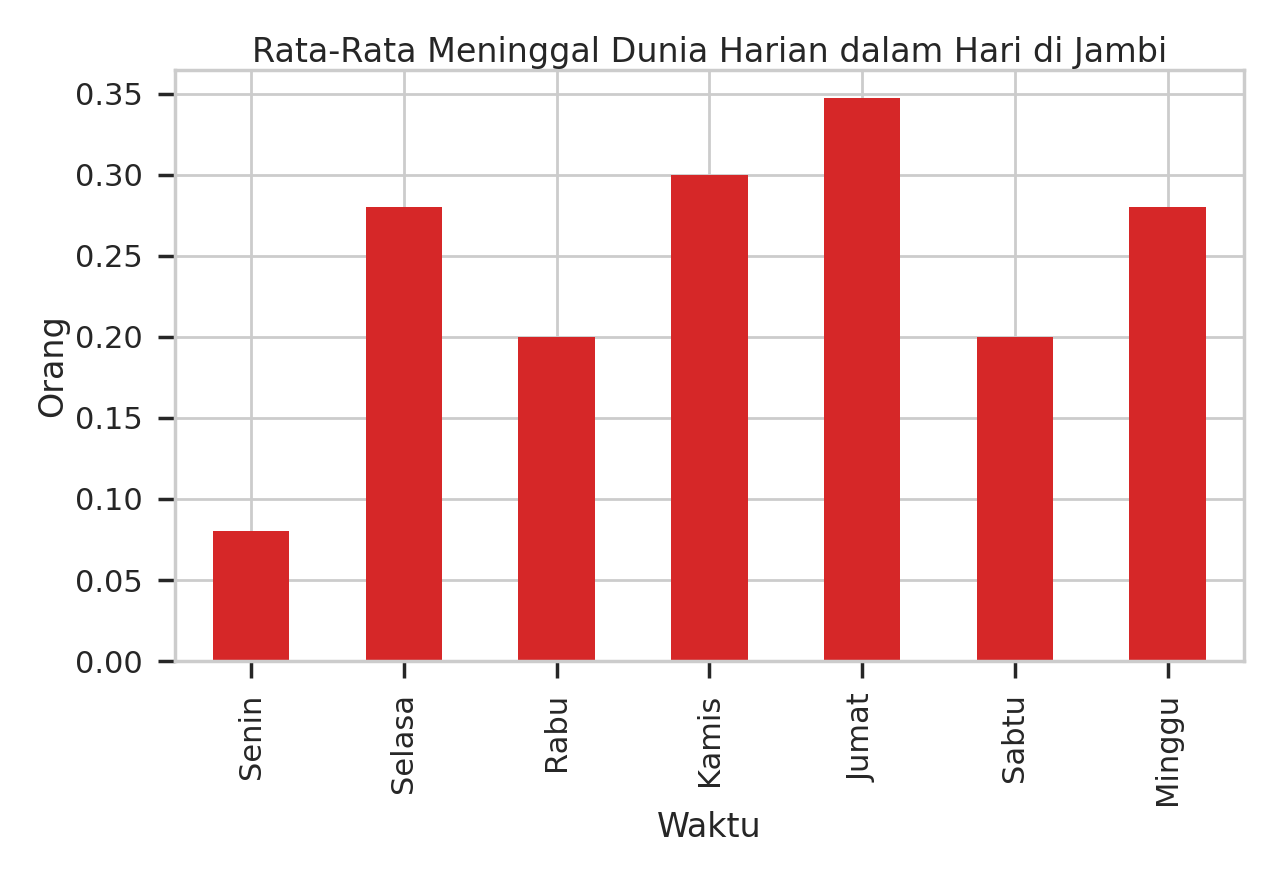 Rata-Rata Meninggal Dunia Harian dalam Hari di Jambi
0.35
0.30
0.25
0.20
0.15
0.10
0.05
0.00
Orang
Senin
Selasa
Rabu
Kamis
Jumat
Sabtu
Minggu
Waktu